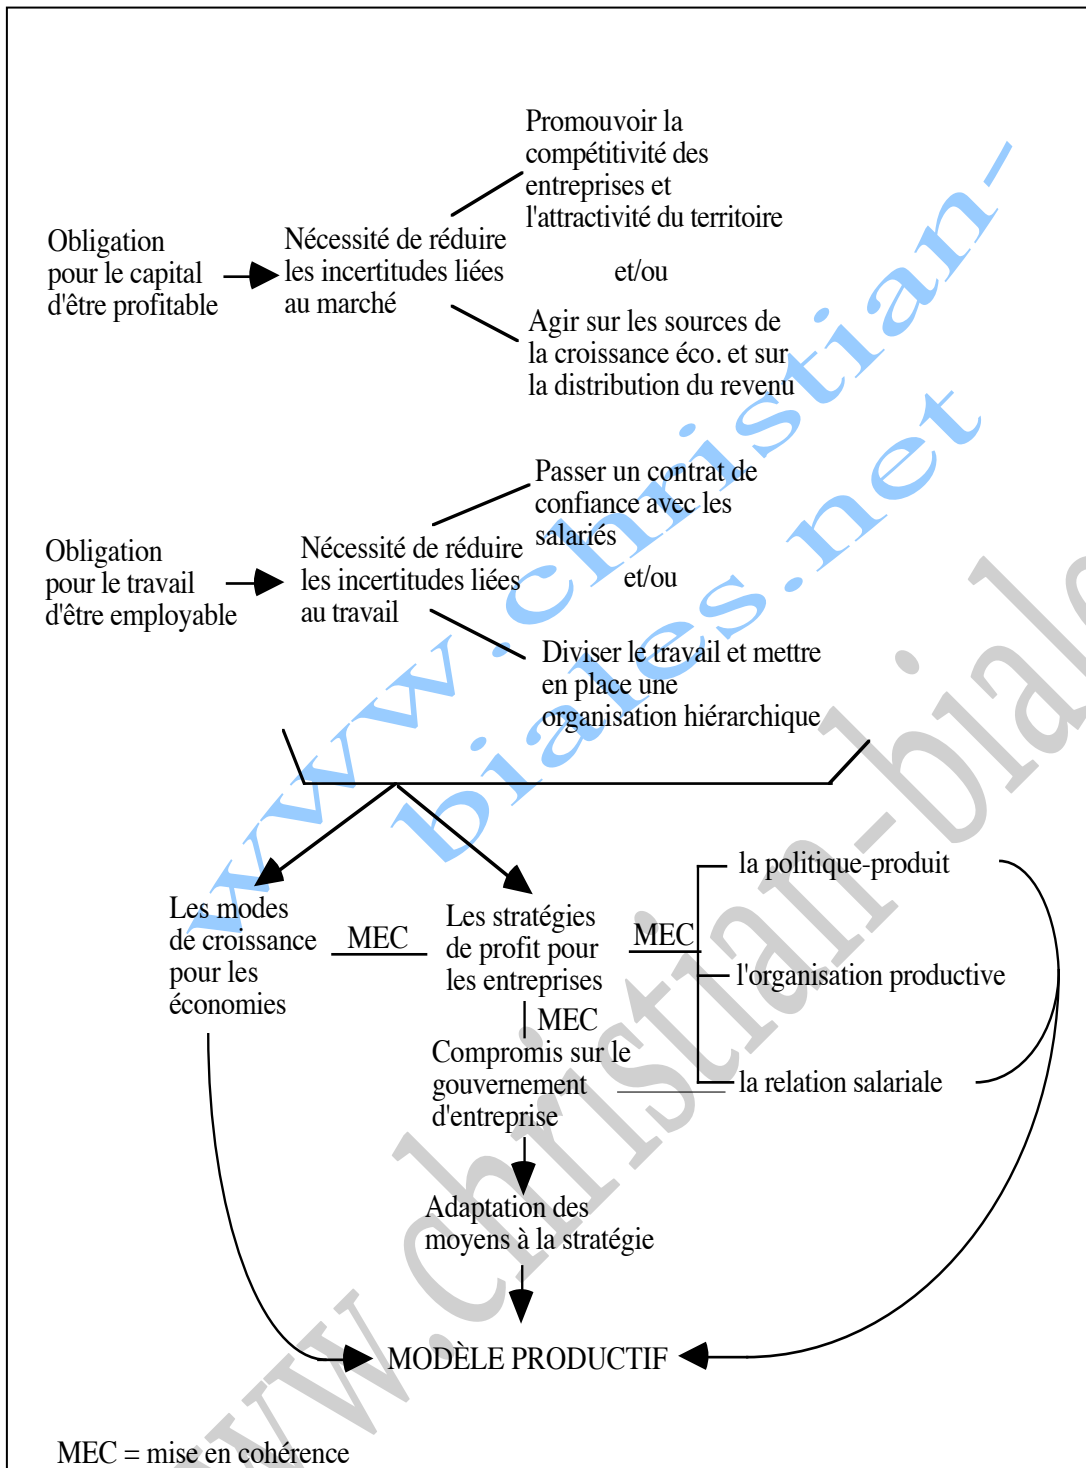 Promouvoir la
compétitivité des
entreprises et
l'attractivité du territoire
Obligation
pour le capital
d'être profitable
Nécessité de réduire
les incertitudes liées
au marché
et/ou
Agir sur les sources de
la croissance éco. et sur
la distribution du revenu
Passer un contrat de
confiance avec les
salariés
Obligation
pour le travail
d'être employable
Nécessité de réduire
les incertitudes liées
au travail
et/ou
Diviser le travail et mettre
en place une
organisation hiérarchique
Les modes
de croissance
pour les
économies
MEC
Les stratégies
de profit pour
les entreprises
MEC
la politique-produit
l'organisation productive
la relation salariale
MEC
Compromis sur le
gouvernement
d'entreprise
Adaptation des
moyens à la stratégie
MODÈLE PRODUCTIF
MEC = mise en cohérence
www.christian-
biales.net
www.christian-biale